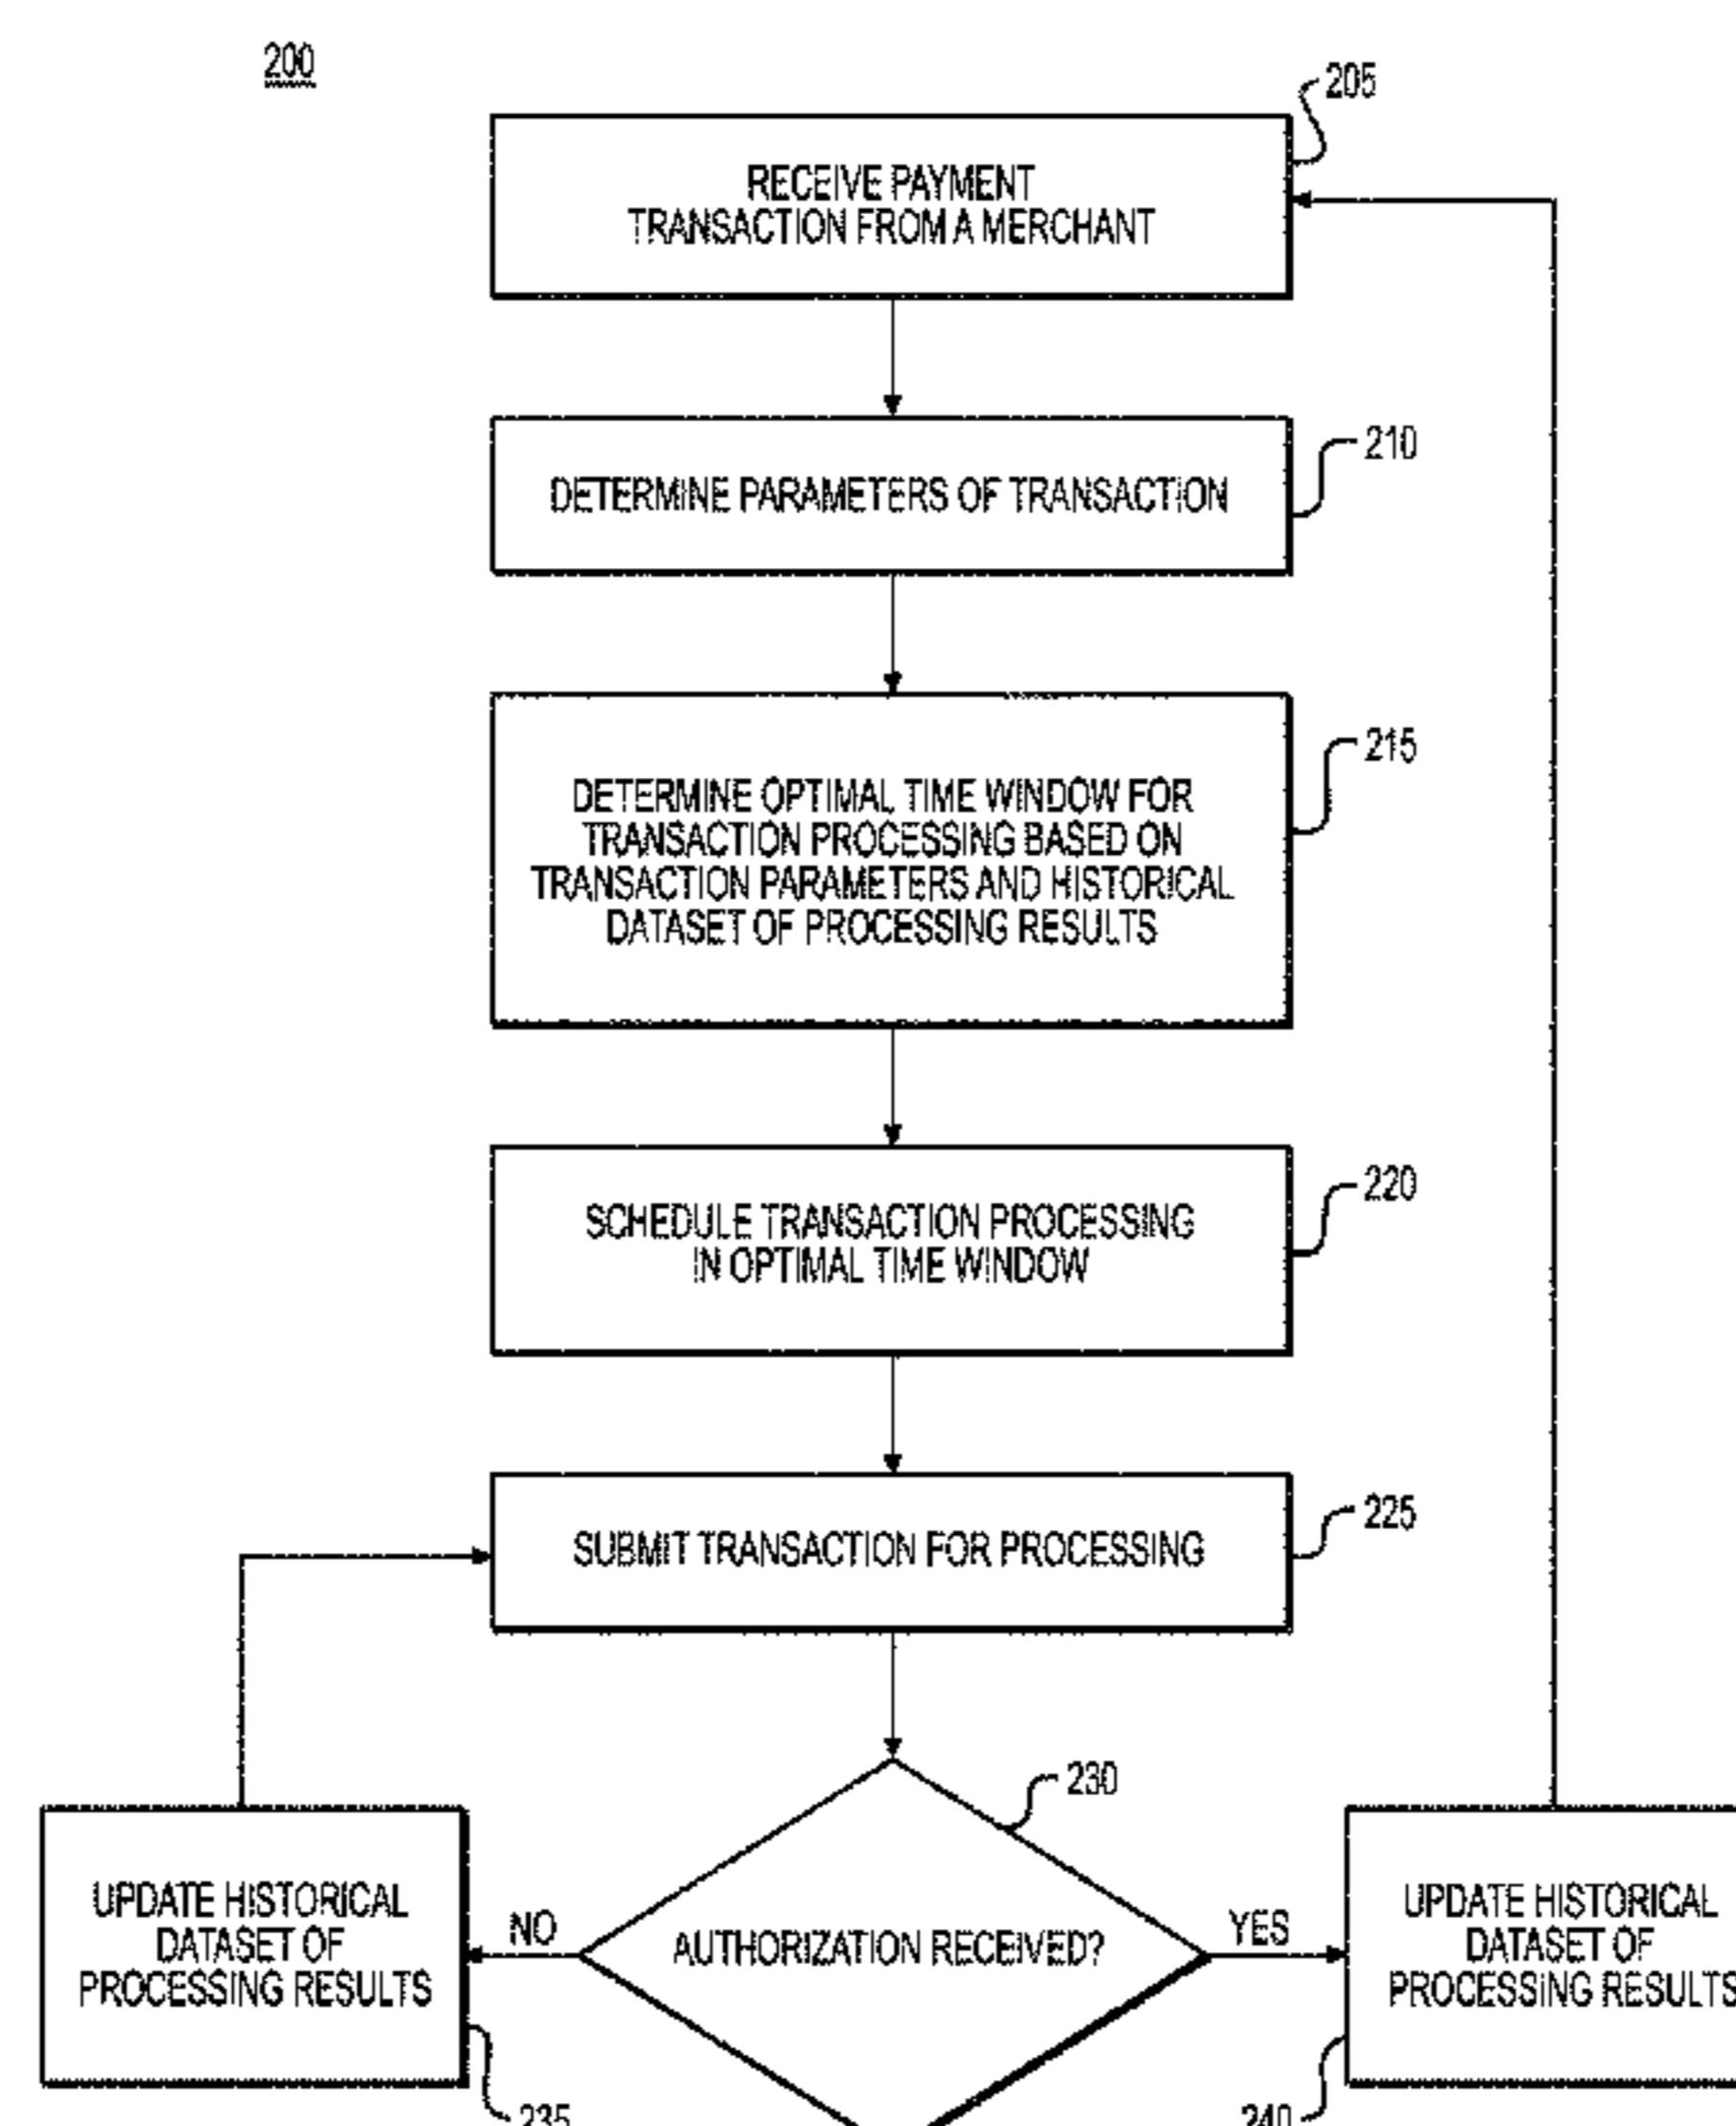 200
205
RECEIVE PAYMENT
TRANSACTION FROM A MERCHANT
210
DETERMINE PARAMETERS OF TRANSACTION
215
DETERMINE OPTIMAL TIME WINDOW FOR
TRANSACTION PROCESSING BASED ON
TRANSACTION PARAMETERS AND HISTORICAL
DATASET OF PROCESSING RESULTS
220
SCHEDULE TRANSACTION PROCESSING
IN OPTIMAL TIME WINDOW
225
SUBMIT TRANSACTION FOR PROCESSING
230
UPDATE HISTORICAL
DATASET OF
PROCESSING RESULTS
NO
AUTHORIZATION RECEIVED?
YES
UPDATE HISTORICAL
DATASET OF
PROCESSING RESULTS
235
240